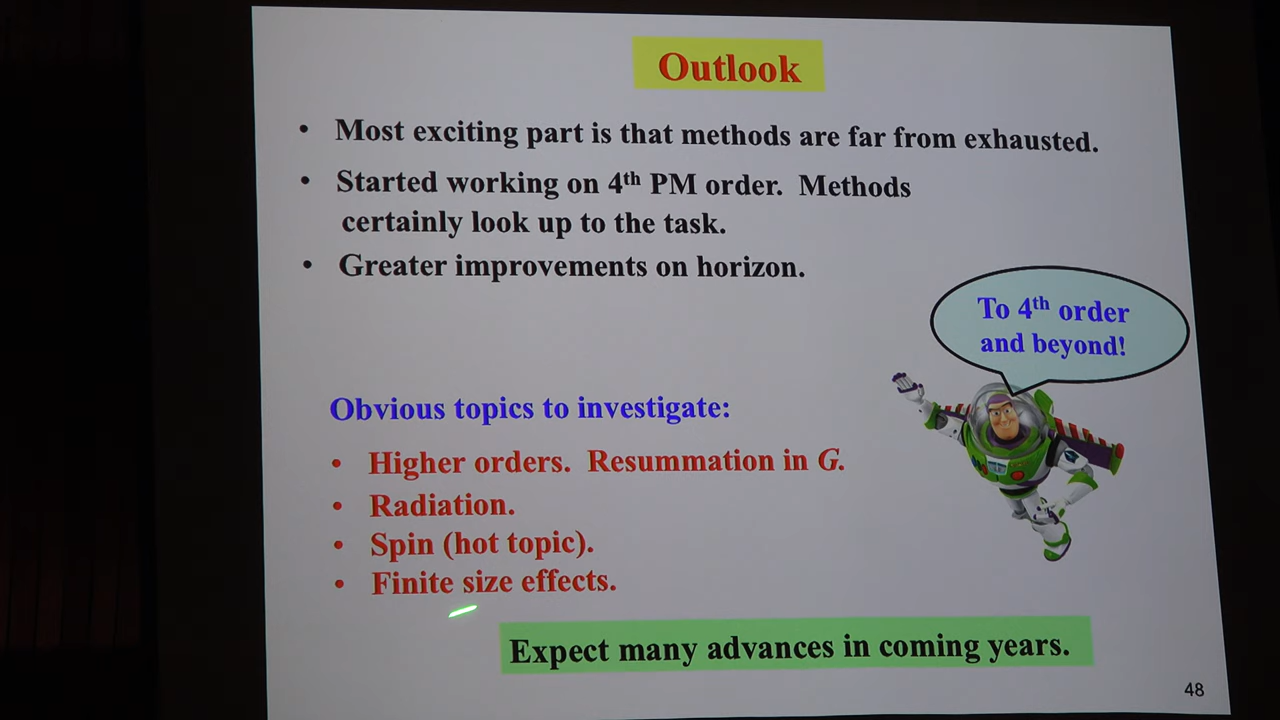 Outlook
• Most exciting part is that methods are far from exhausted.
• Started working on 4th PM order. Methods
certainly look up to the task.
• Greater improvements on horizon.
To 4th order
and beyond!
Obvious topics to investigate:
• Higher orders. Resummation in G.
• Radiation.
• Spin (hot topic).
• Finite size effects.
Expect many advances in coming years.
48